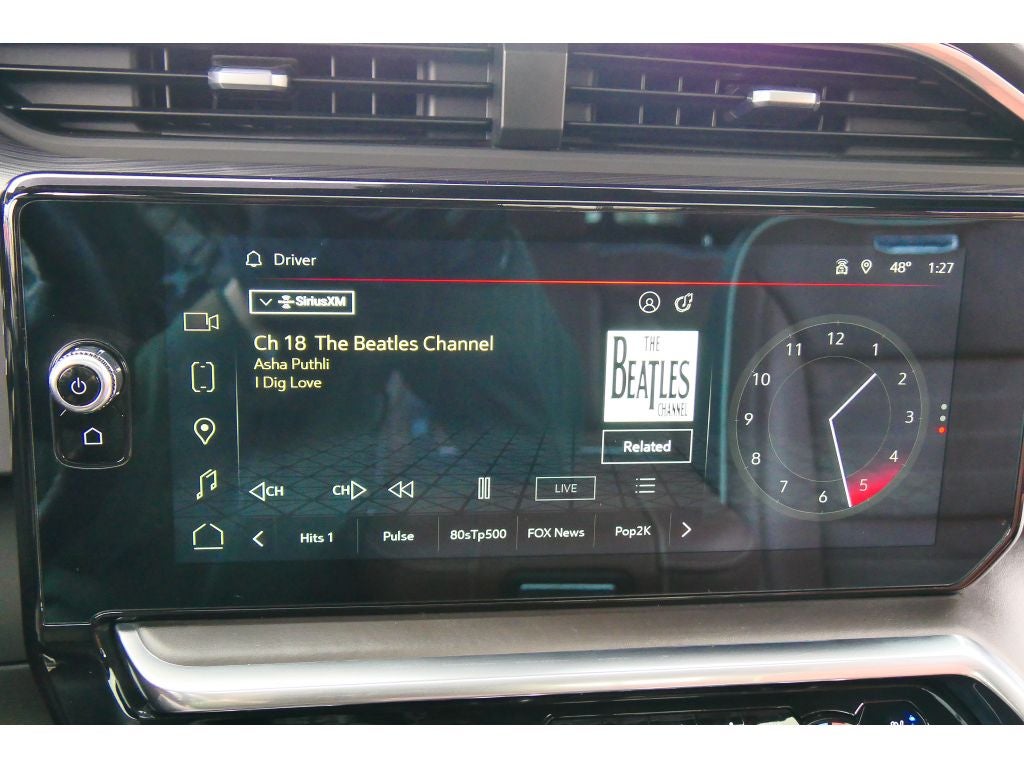 Driver
48° 1:27
SiriusXM
Ch 18 The Beatles Channel
Asha Puthli
I Dig Love
THE
BEATLES
CHANNEL
Related
CH
CH
LIVE
Hits 1 Pulse 80sTp500 FOX News Pop2K
12
11 1
10 2
9 3
8 4
7 5
6